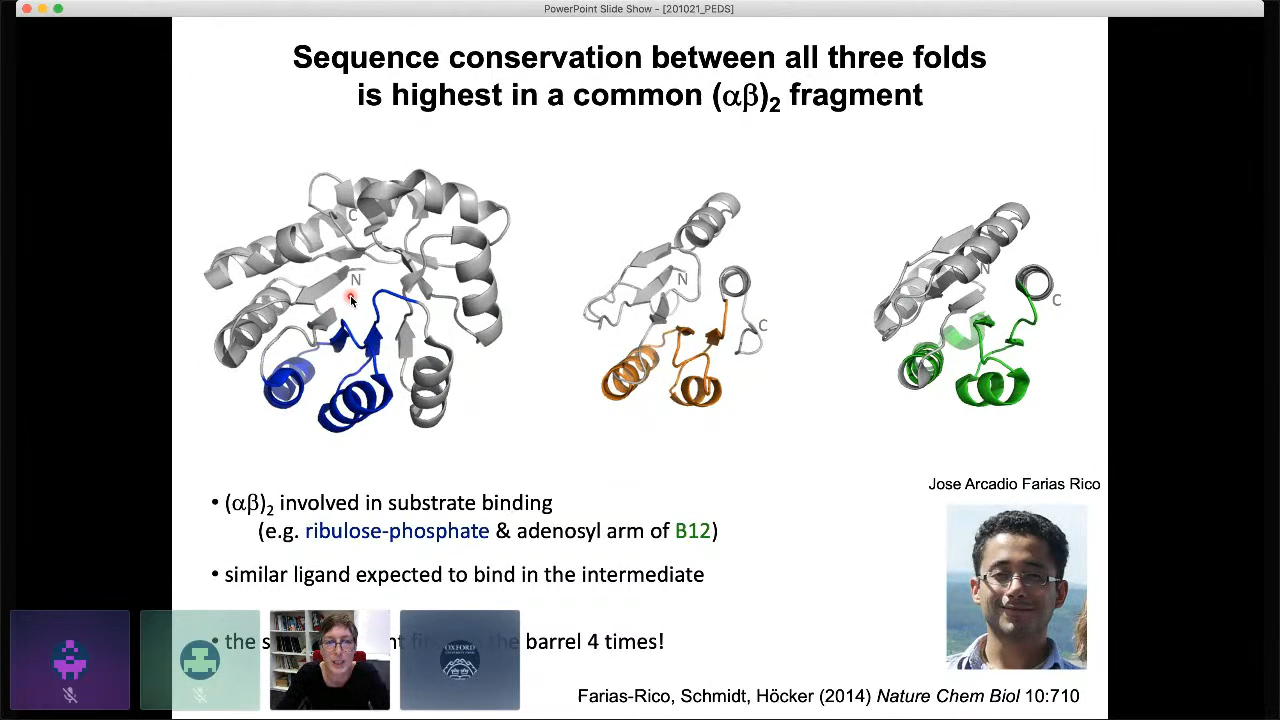 PowerPoint Slide Show - [201021_PEDS]
Sequence conservation between all three folds
is highest in a common (αβ)₂ fragment
C
N
N
C
N
C
Jose Arcadio Farias Rico
• (αβ)₂ involved in substrate binding
(e.g. ribulose-phosphate & adenosyl arm of B12)
• similar ligand expected to bind in the intermediate
• the barrel 4 times!
OXFORD
Farias-Rico, Schmidt, Höcker (2014) Nature Chem Biol 10:710